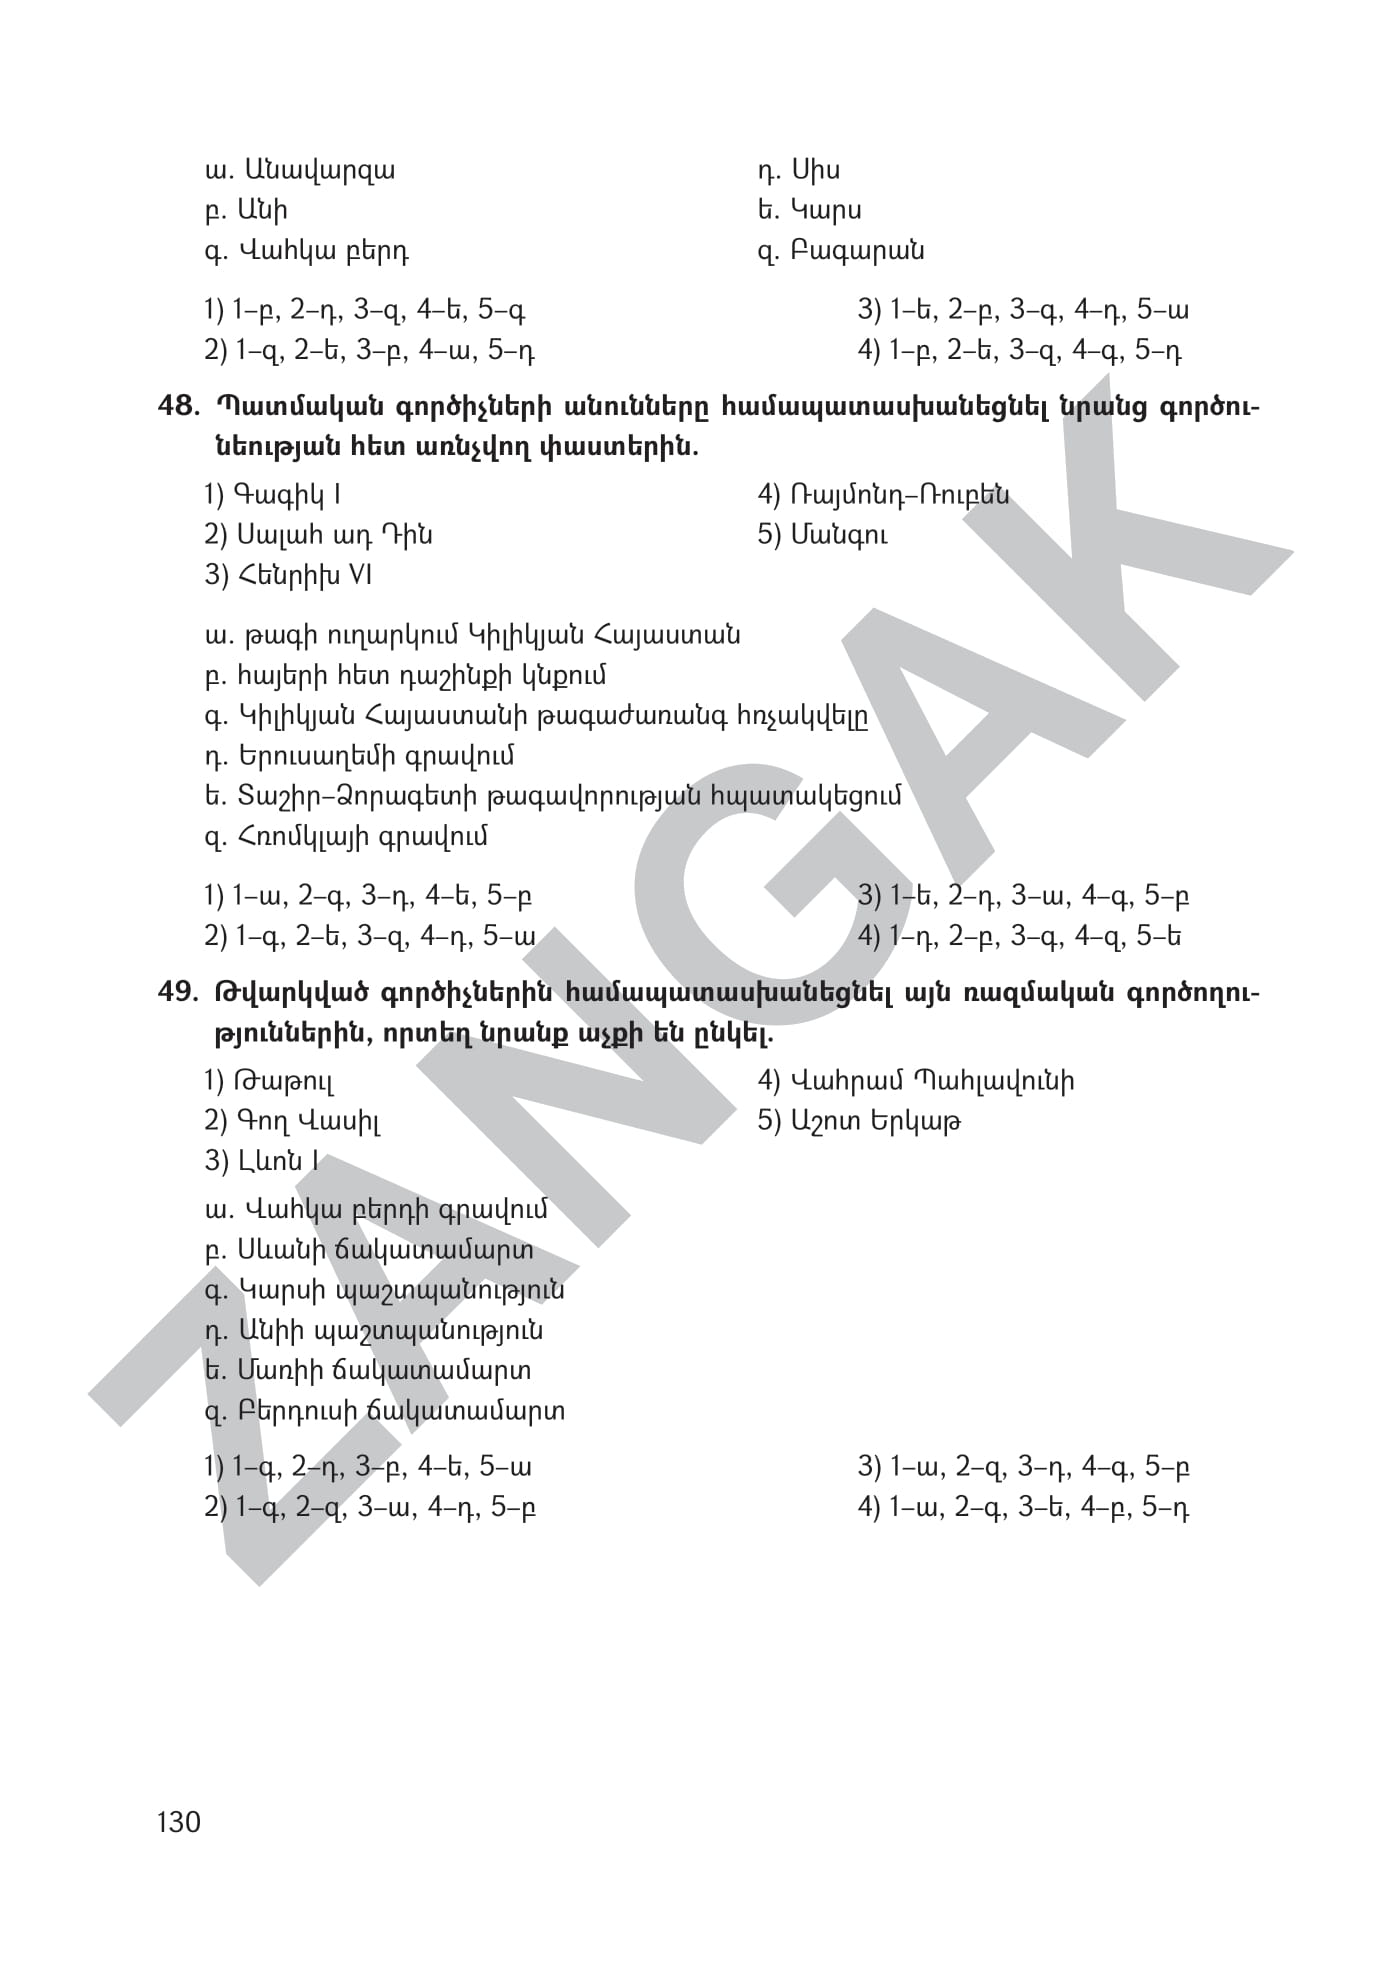 ա. Անավարզա
դ. Սիս
բ. Անի
ե. Կարս
գ. Վահկա բերդ
զ. Բագարան
1) 1–բ, 2–դ, 3–զ, 4–ե, 5–գ
3) 1–ե, 2–բ, 3–գ, 4–դ, 5–ա
2) 1–զ, 2–ե, 3–բ, 4–ա, 5–դ
4) 1–բ, 2–ե, 3–զ, 4–գ, 5–դ
48. Պատմական գործիչների անունները համապատասխանեցնել նրանց գործու-
նեության հետ առնչվող փաստերին.
1) Գագիկ I
4) Ռայմոնդ–Ռուբեն
2) Սալահ ադ Դին
5) Մանգու
3) Հենրիխ VI
ա. թագի ուղարկում Կիլիկյան Հայաստան
բ. հայերի հետ դաշինքի կնքում
գ. Կիլիկյան Հայաստանի թագաժառանգ հռչակվելը
դ. Երուսաղեմի գրավում
ե. Տաշիր–Ձորագետի թագավորության հպատակեցում
զ. Հռոմկլայի գրավում
1) 1–ա, 2–գ, 3–դ, 4–ե, 5–բ
3) 1–ե, 2–դ, 3–ա, 4–գ, 5–բ
2) 1–գ, 2–ե, 3–զ, 4–դ, 5–ա
4) 1–դ, 2–բ, 3–գ, 4–զ, 5–ե
49. Թվարկված գործիչներին համապատասխանեցնել այն ռազմական գործողու-
թյուններին, որտեղ նրանք աչքի են ընկել.
1) Թաթուլ
4) Վահրամ Պահլավունի
2) Գող Վասիլ
5) Աշոտ Երկաթ
3) Լևոն I
ա. Վահկա բերդի գրավում
բ. Սևանի ճակատամարտ
գ. Կարսի պաշտպանություն
դ. Անիի պաշտպանություն
ե. Մառիի ճակատամարտ
զ. Բերդուսի ճակատամարտ
1) 1–գ, 2–դ, 3–բ, 4–ե, 5–ա
3) 1–ա, 2–զ, 3–դ, 4–գ, 5–բ
2) 1–գ, 2–զ, 3–ա, 4–դ, 5–բ
4) 1–ա, 2–գ, 3–ե, 4–բ, 5–դ
130
ZANGAK